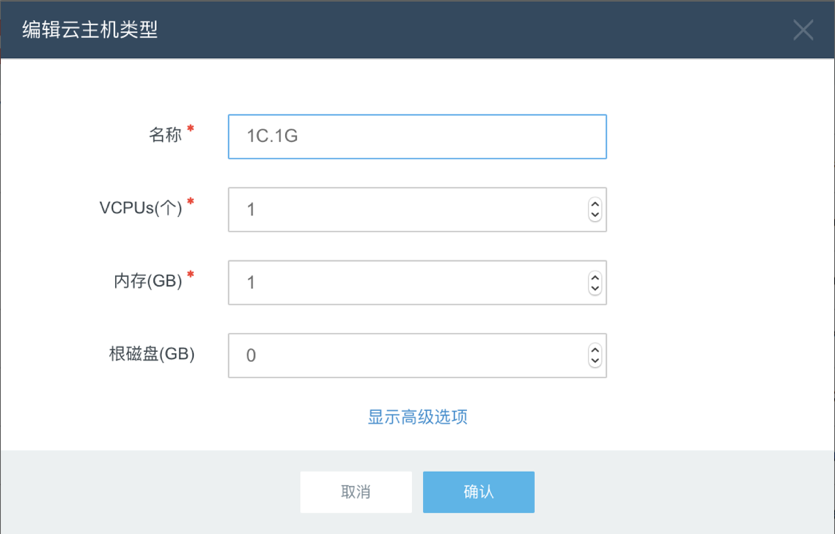 编辑云主机类型
名称 * 1C.1G
VCPUs(个) * 1
内存(GB) * 1
根磁盘(GB) 0
显示高级选项
取消 确认